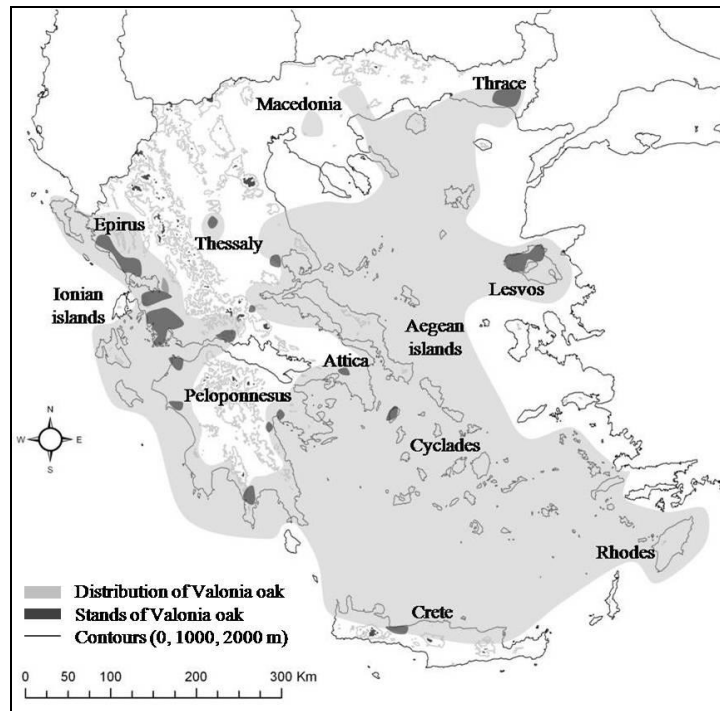 Thrace
Macedonia
Epirus
Thessaly
Lesvos
Ionian
islands
Aegean
islands
Attica
Peloponnesus
Cyclades
N
W E
S
Rhodes
Distribution of Valonia oak
Stands of Valonia oak
Crete
Contours (0, 1000, 2000 m)
0 50 100 200 300 Km